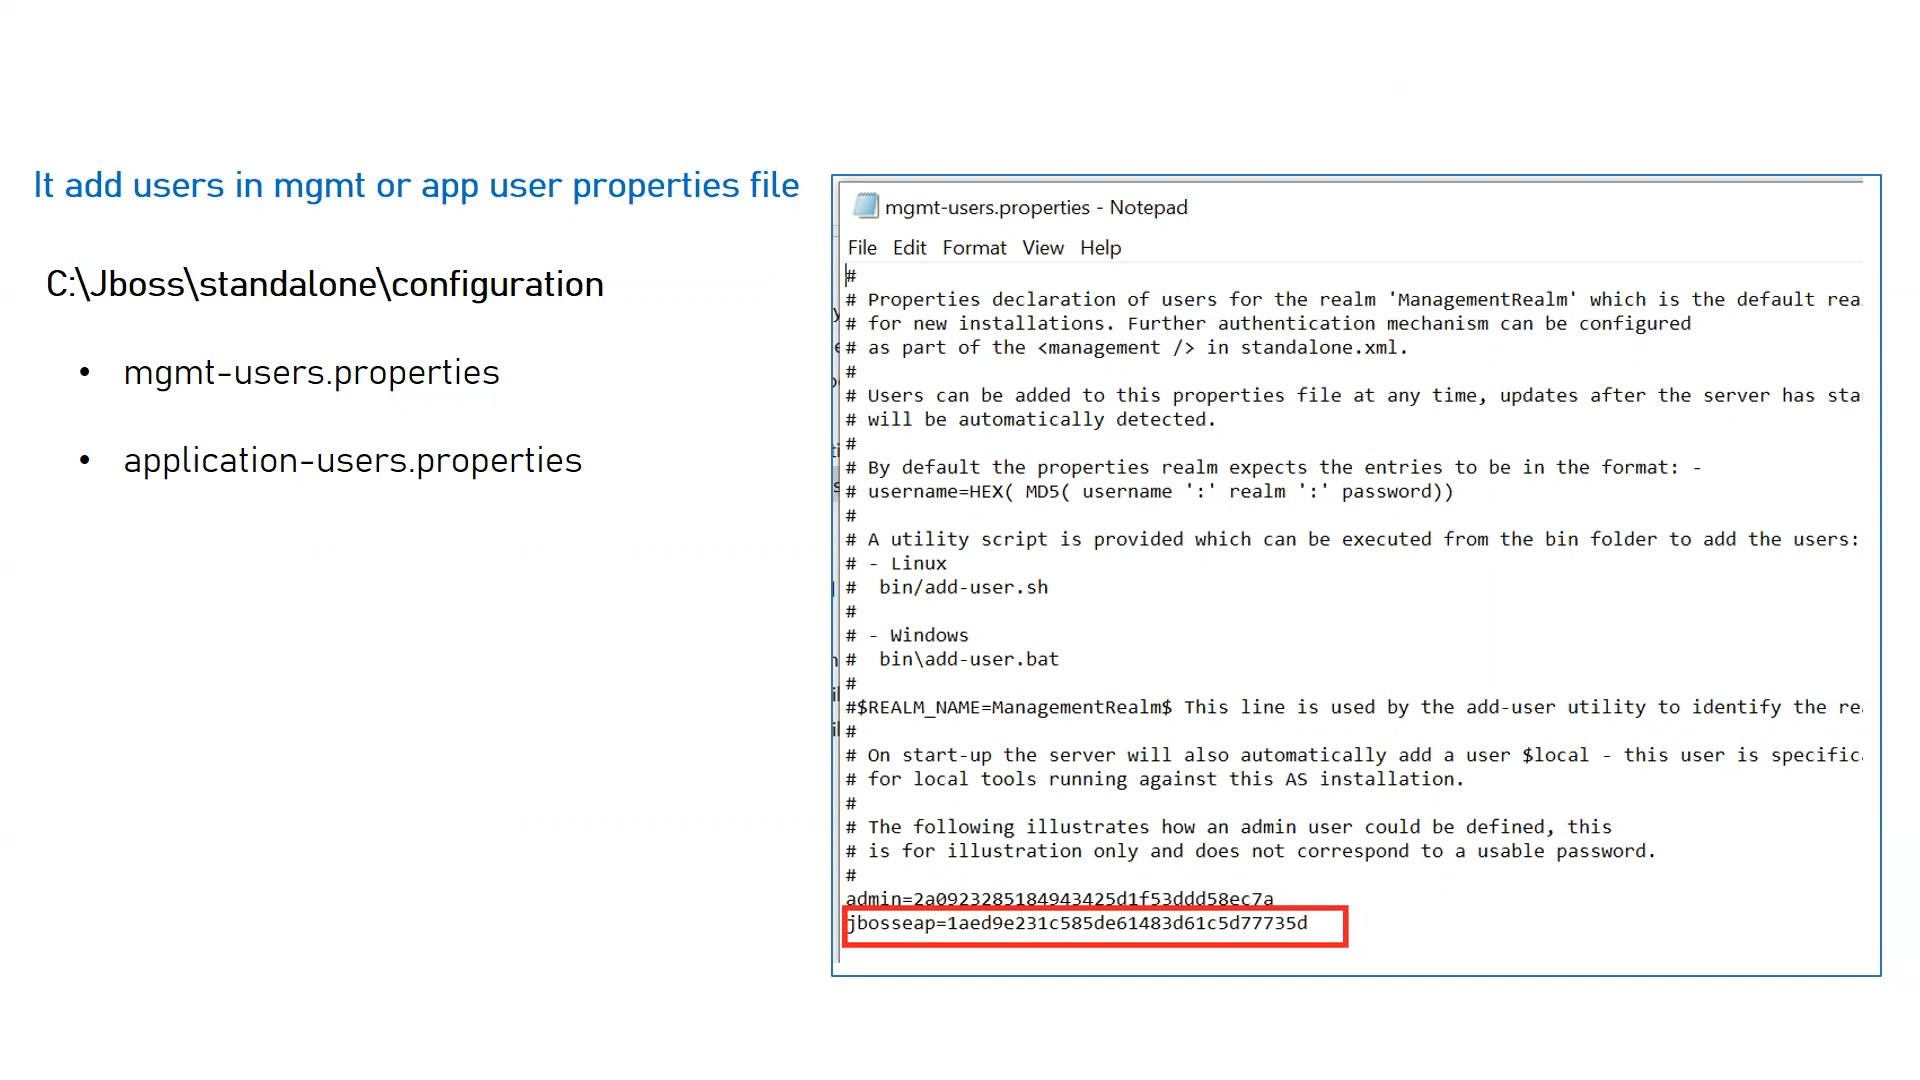 It add users in mgmt or app user properties file
C:\Jboss\standalone\configuration
• mgmt-users.properties
• application-users.properties
mgmt-users.properties - Notepad
File Edit Format View Help
#
# Properties declaration of users for the realm 'ManagementRealm' which is the default rea
# for new installations. Further authentication mechanism can be configured
# as part of the <management /> in standalone.xml.
#
# Users can be added to this properties file at any time, updates after the server has sta
# will be automatically detected.
#
# By default the properties realm expects the entries to be in the format: -
# username=HEX( MD5( username ':' realm ':' password))
#
# A utility script is provided which can be executed from the bin folder to add the users:
# - Linux
#  bin/add-user.sh
#
# - Windows
#  bin\add-user.bat
#
#$REALM_NAME=ManagementRealm$ This line is used by the add-user utility to identify the re
#
# On start-up the server will also automatically add a user $local - this user is specific
# for local tools running against this AS installation.
#
# The following illustrates how an admin user could be defined, this
# is for illustration only and does not correspond to a usable password.
#
admin=2a0923285184943425d1f53ddd58ec7a
jbosseap=1aed9e231c585de61483d61c5d77735d